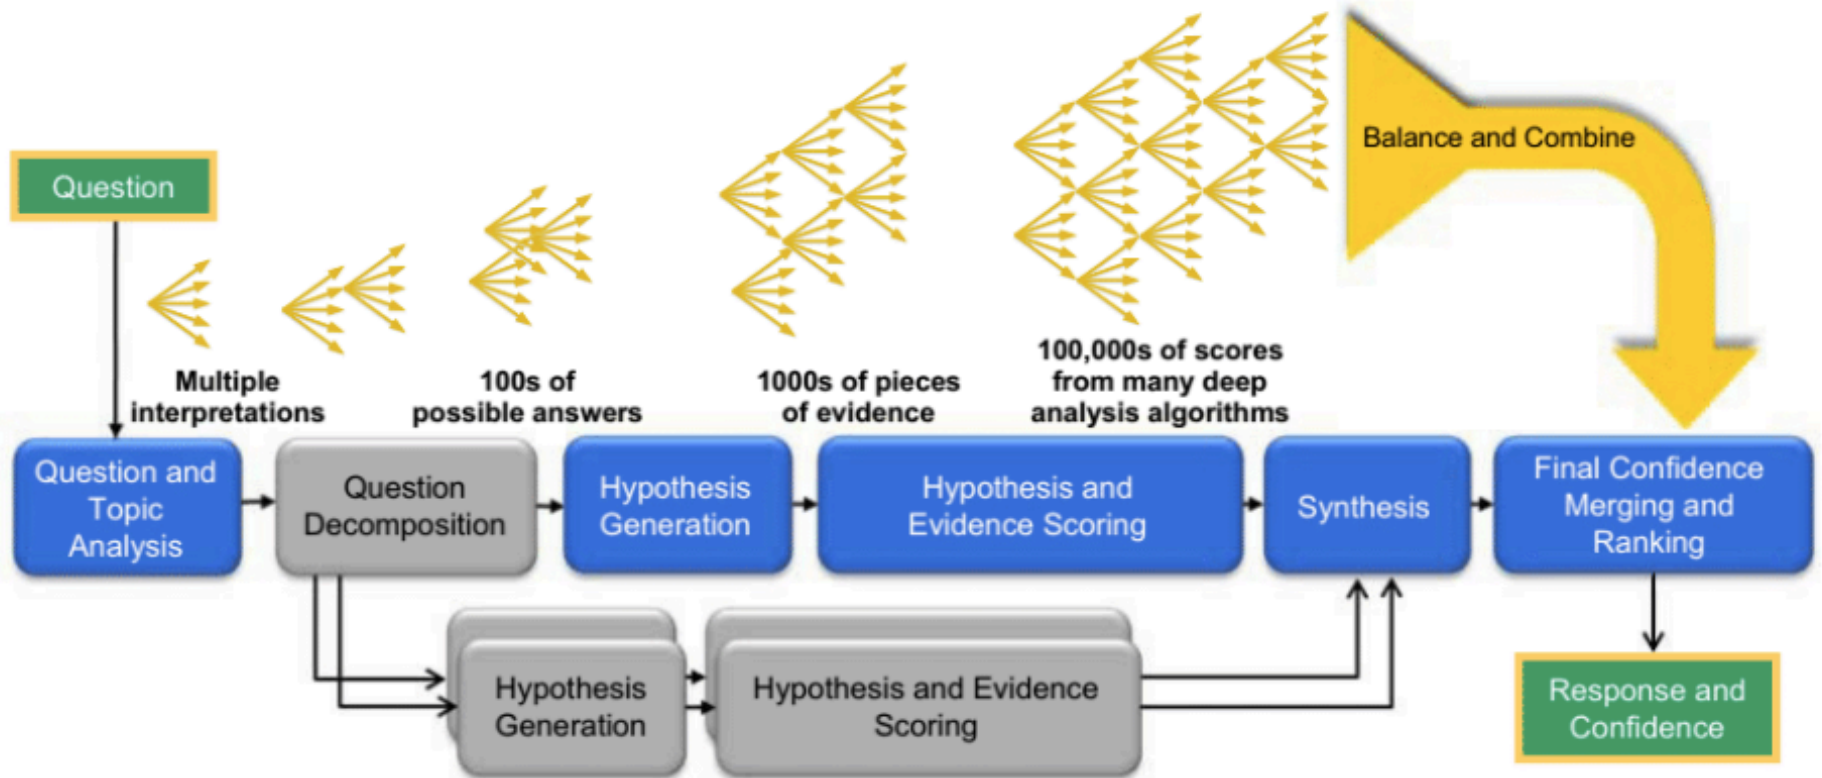 Question
Multiple
interpretations
100s of
possible answers
1000s of pieces
of evidence
100,000s of scores
from many deep
analysis algorithms
Balance and Combine
Question and
Topic
Analysis
Question
Decomposition
Hypothesis
Generation
Hypothesis and
Evidence Scoring
Synthesis
Final Confidence
Merging and
Ranking
Hypothesis
Generation
Hypothesis and Evidence
Scoring
Response and
Confidence